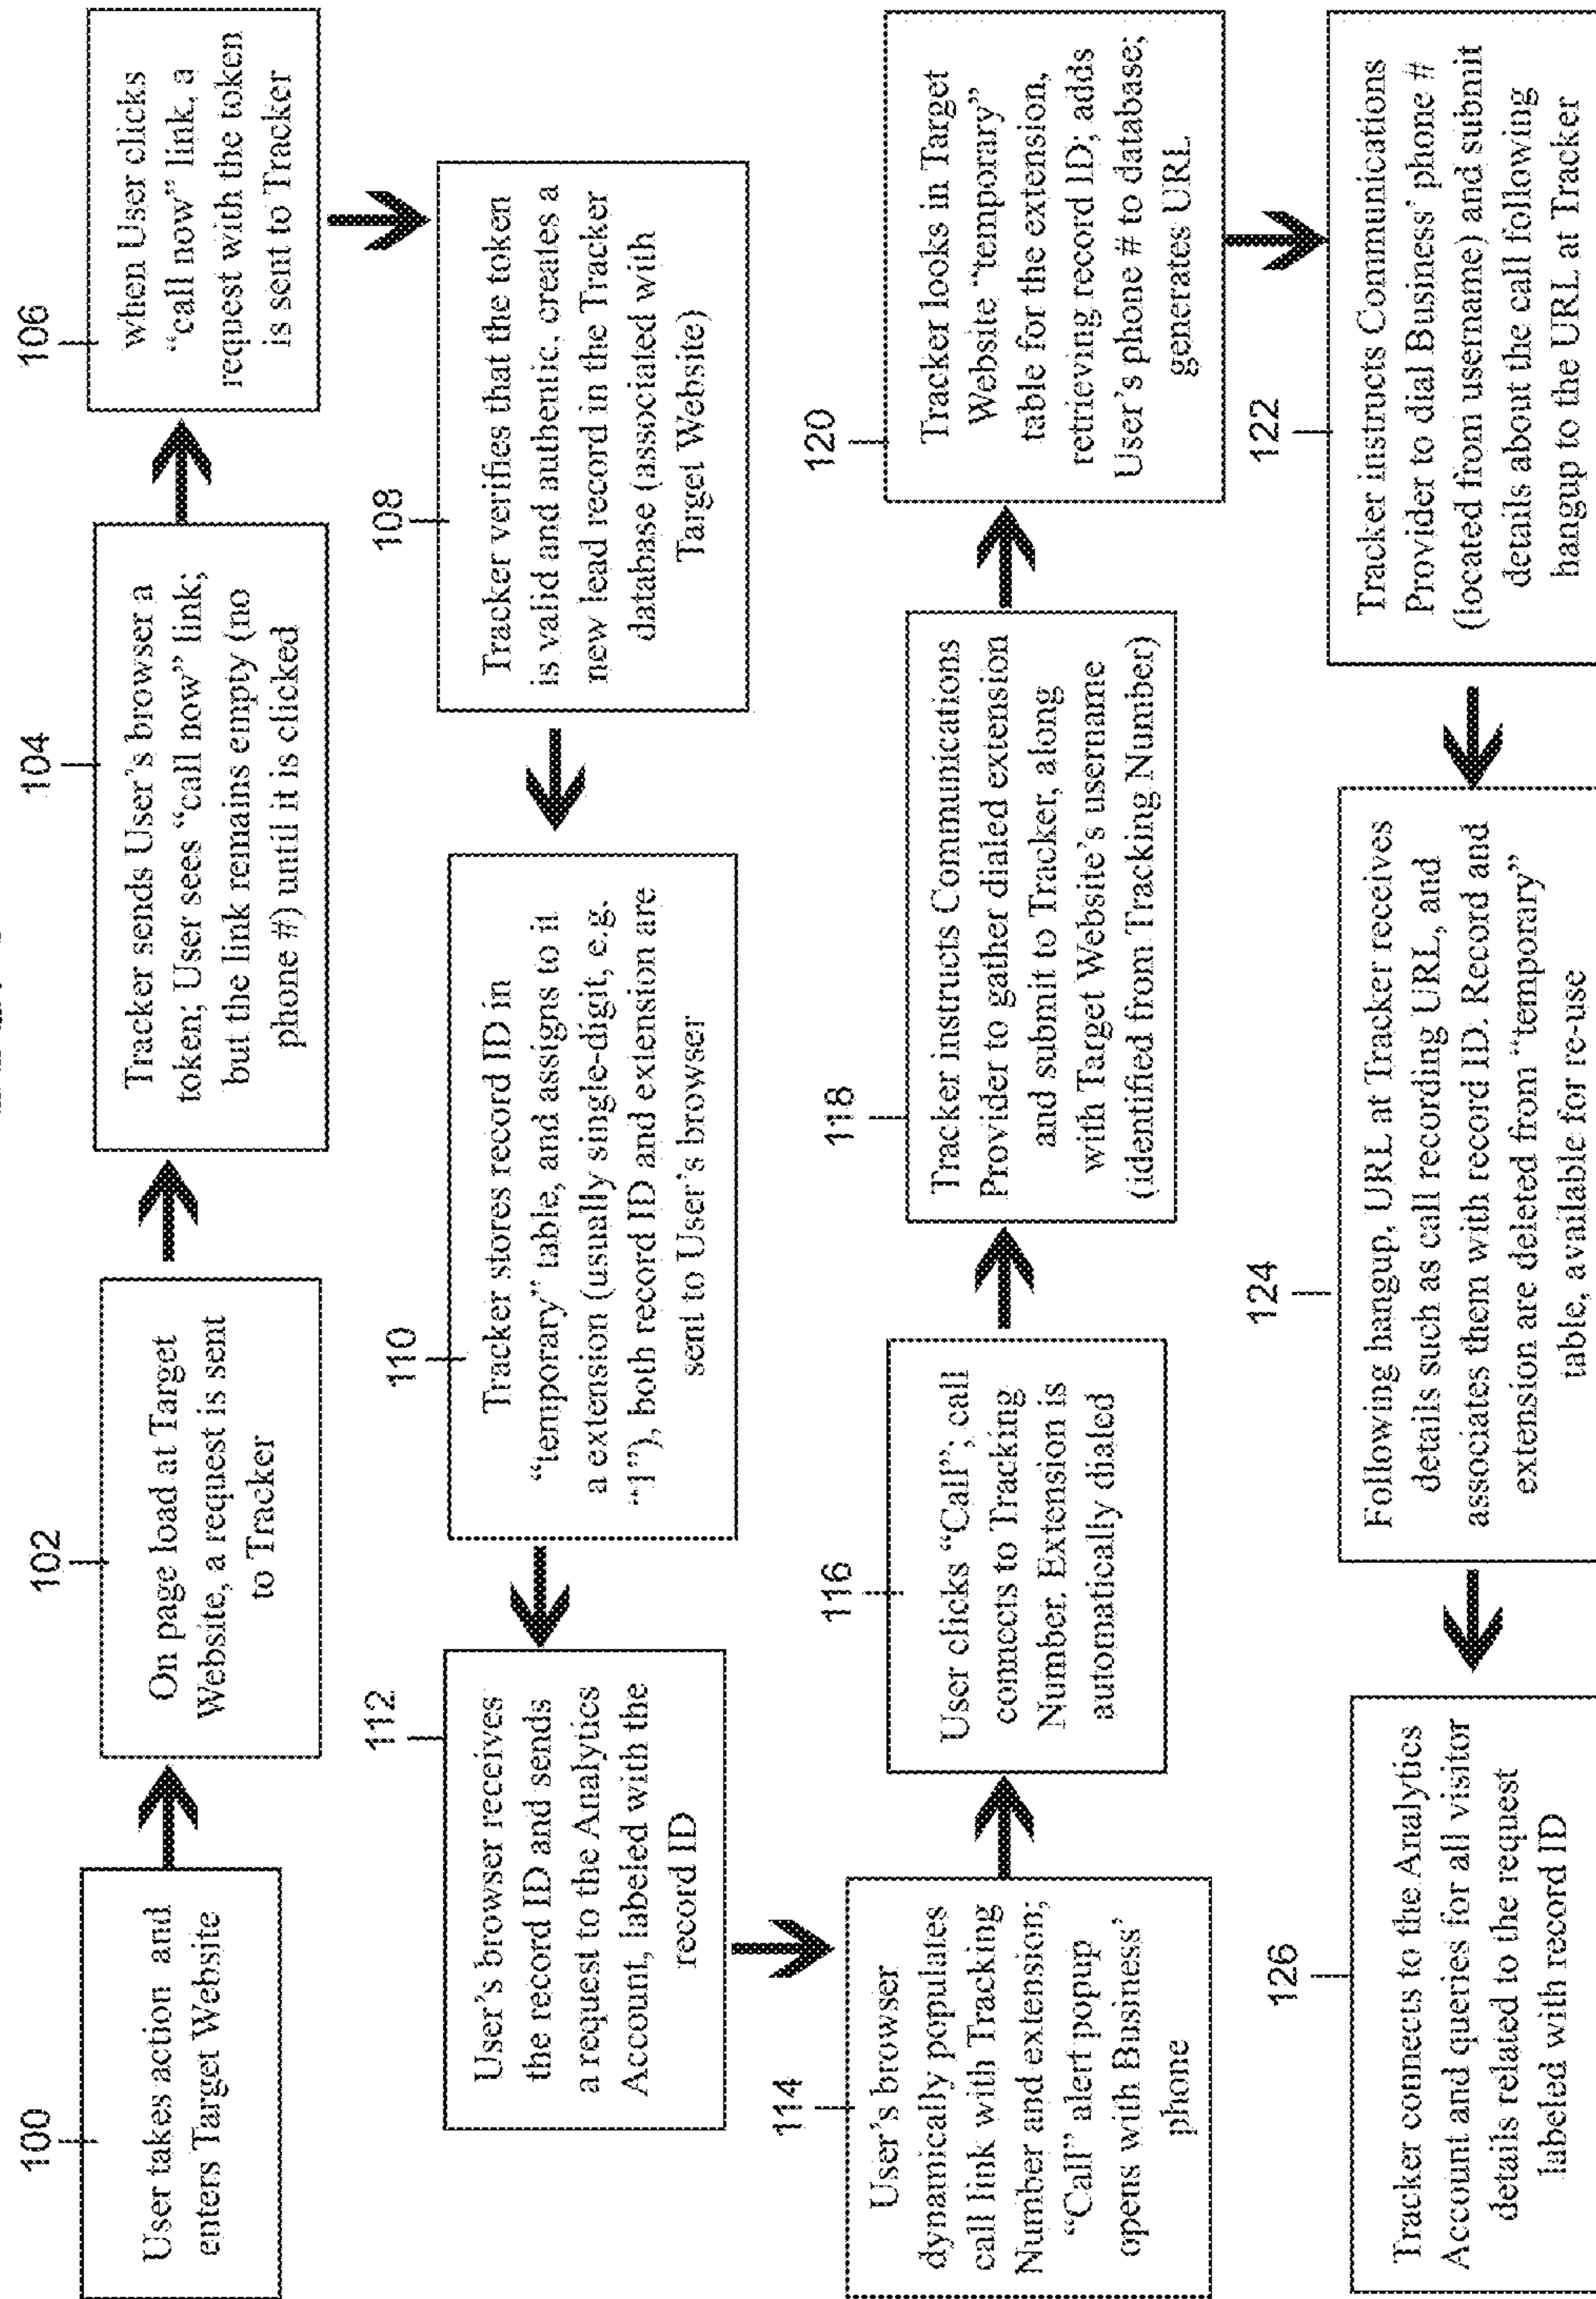 100
User takes action and
enters Target Website
102
On page load at Target
Website, a request is sent
to Tracker
104
Tracker sends User's browser a
token; User sees "call now" link;
but the link remains empty (no
phone #) until it is clicked
106
when User clicks
"call now" link, a
request with the token
is sent to Tracker
108
Tracker verifies that the token
is valid and authentic, creates a
new lead record in the Tracker
database (associated with
Target Website)
110
Tracker stores record ID in
"temporary" table, and assigns to it
a extension (usually single-digit, e.g.
"1"), both record ID and extension are
sent to User's browser
112
User's browser receives
the record ID and sends
a request to the Analytics
Account, labeled with the
record ID
114
User's browser
dynamically populates
call link with Tracking
Number and extension;
"Call" alert popup
opens with Business'
phone
116
User clicks "Call"; call
connects to Tracking
Number. Extension is
automatically dialed
118
Tracker instructs Communications
Provider to gather dialed extension
and submit to Tracker, along
with Target Website's username
(identified from Tracking Number)
120
Tracker looks in Target
Website "temporary"
table for the extension,
retrieving record ID; adds
User's phone # to database;
generates URL
122
Tracker instructs Communications
Provider to dial Business' phone #
(located from username) and submit
details about the call following
hangup to the URL at Tracker
124
Following hangup, URL at Tracker receives
details such as call recording URL, and
associates them with record ID. Record and
extension are deleted from "temporary"
table, available for re-use
126
Tracker connects to the Analytics
Account and queries for all visitor
details related to the request
labeled with record ID